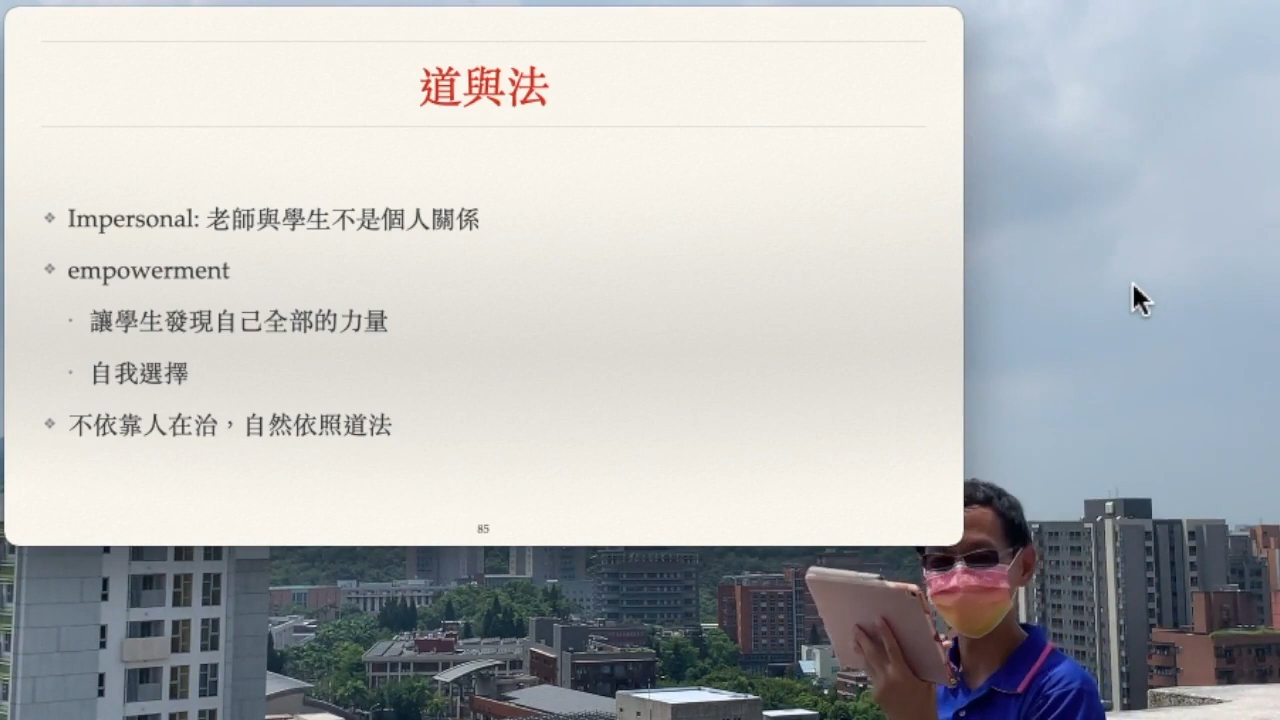 道與法
Impersonal: 老師與學生不是個人關係
empowerment
讓學生發現自己全部的力量
自我選擇
不依靠人在治，自然依照道法
85